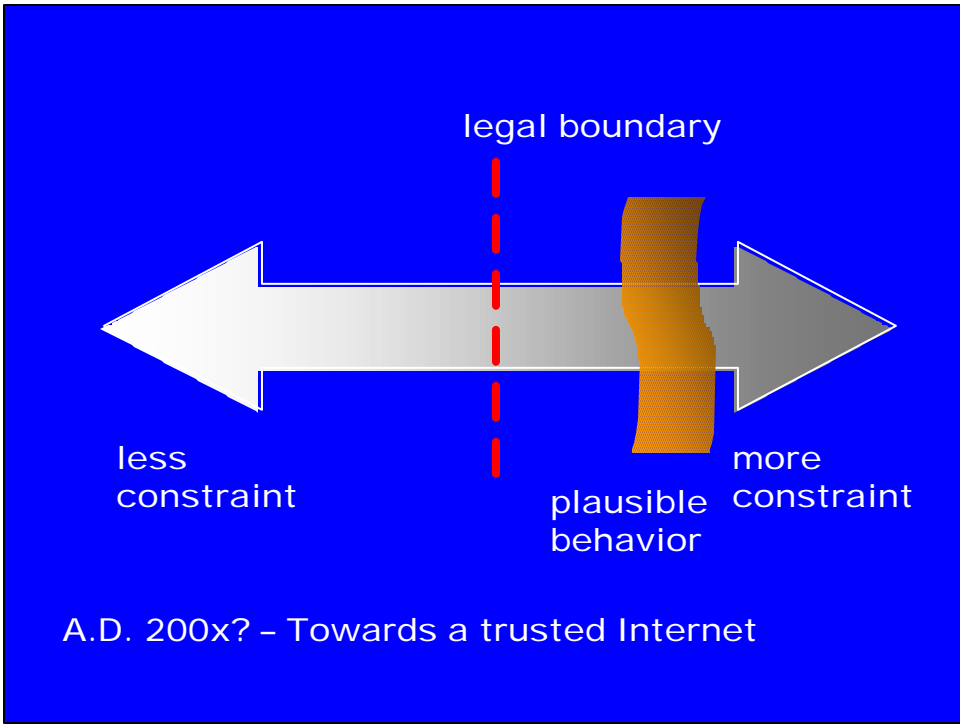 legal boundary
less
constraint
more
constraint
plausible
behavior
A.D. 200x? – Towards a trusted Internet